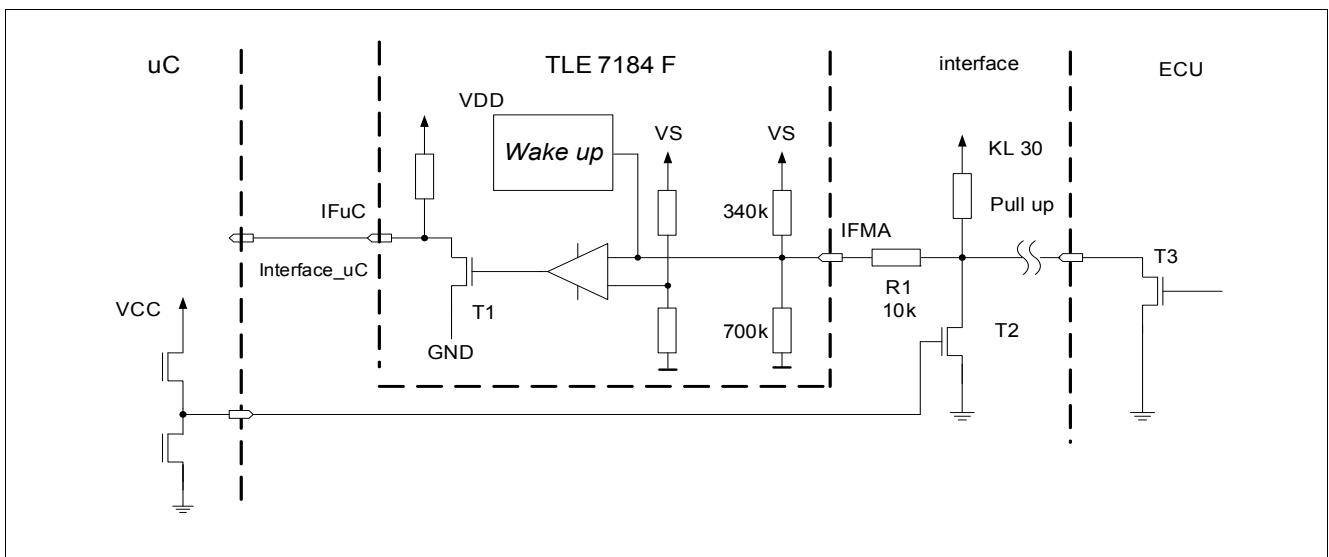 uC
TLE 7184 F
interface
ECU
VDD
Wake up
VS
VS
KL 30
IFuC
340k
IFMA
Pull up
Interface_uC
T3
R1
10k
VCC
T1
700k
T2
GND